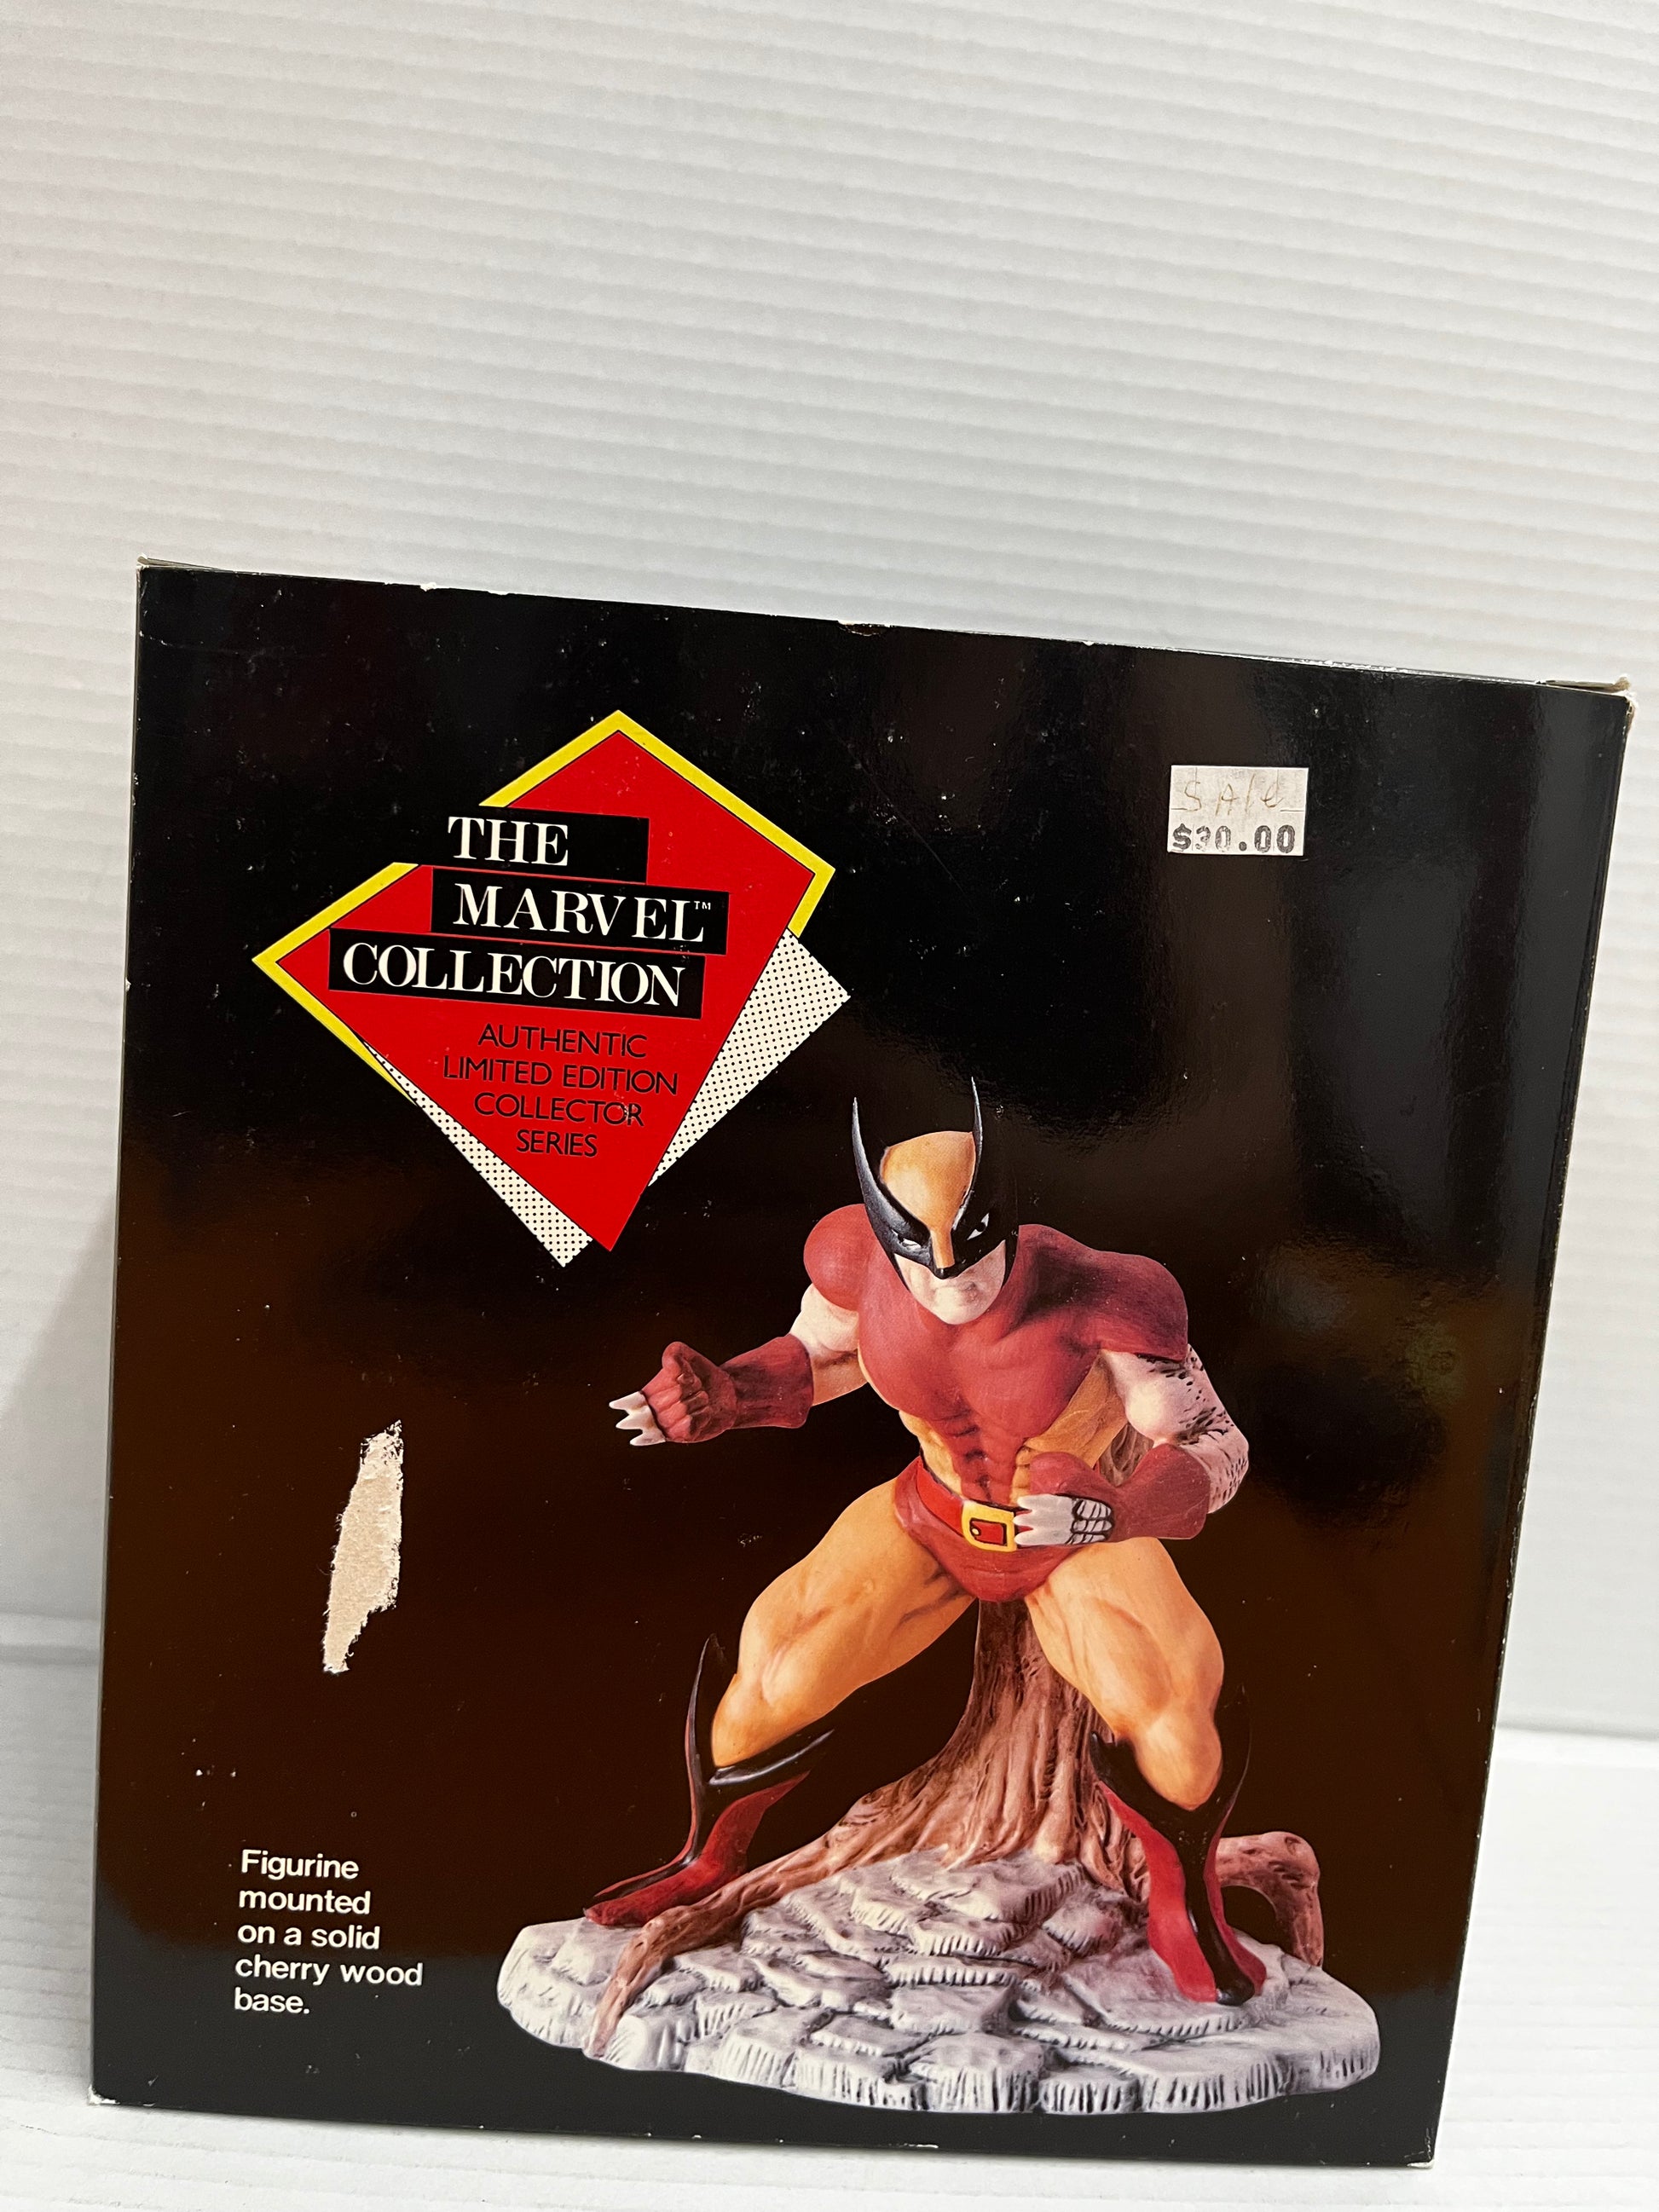 THE
MARVEL™
COLLECTION
AUTHENTIC
LIMITED EDITION
COLLECTOR
SERIES
SAle
$30.00
Figurine
mounted
on a solid
cherry wood
base.